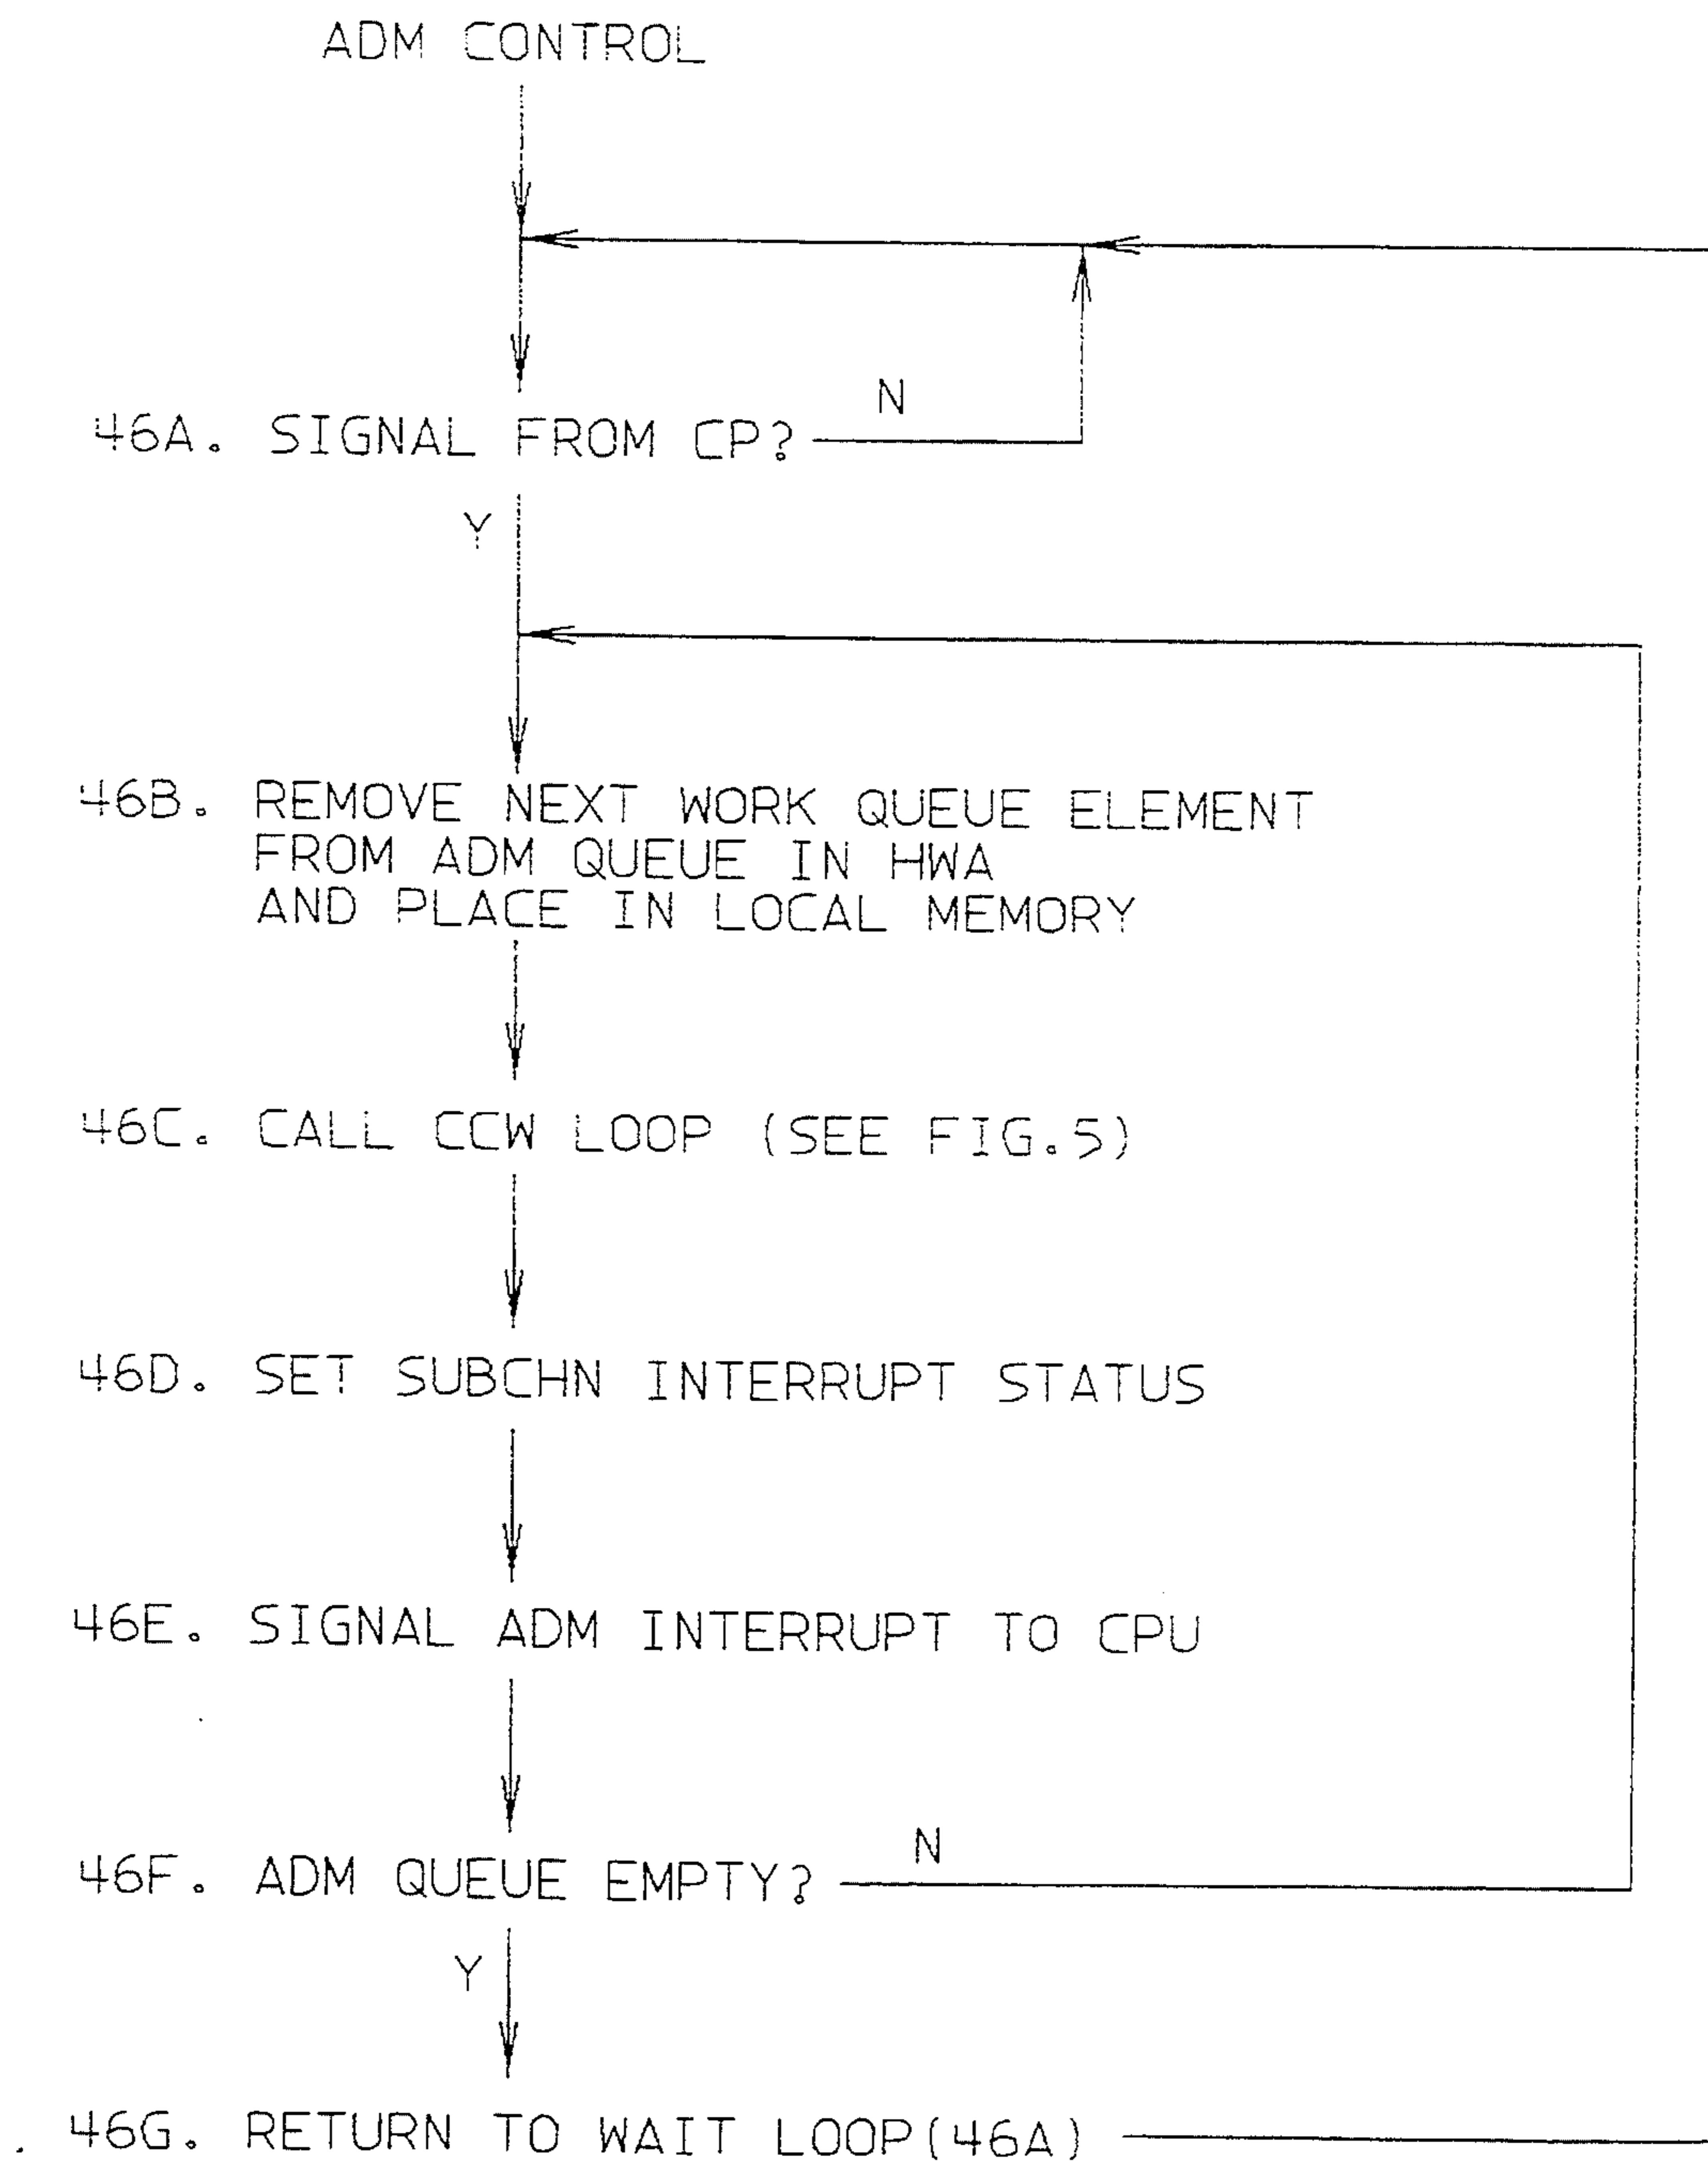 ADM CONTROL
46A. SIGNAL FROM CP?
N
Y
46B. REMOVE NEXT WORK QUEUE ELEMENT
FROM ADM QUEUE IN HWA
AND PLACE IN LOCAL MEMORY
46C. CALL CCW LOOP (SEE FIG.5)
46D. SET SUBCHN INTERRUPT STATUS
46E. SIGNAL ADM INTERRUPT TO CPU
46F. ADM QUEUE EMPTY?
N
Y
46G. RETURN TO WAIT LOOP(46A)